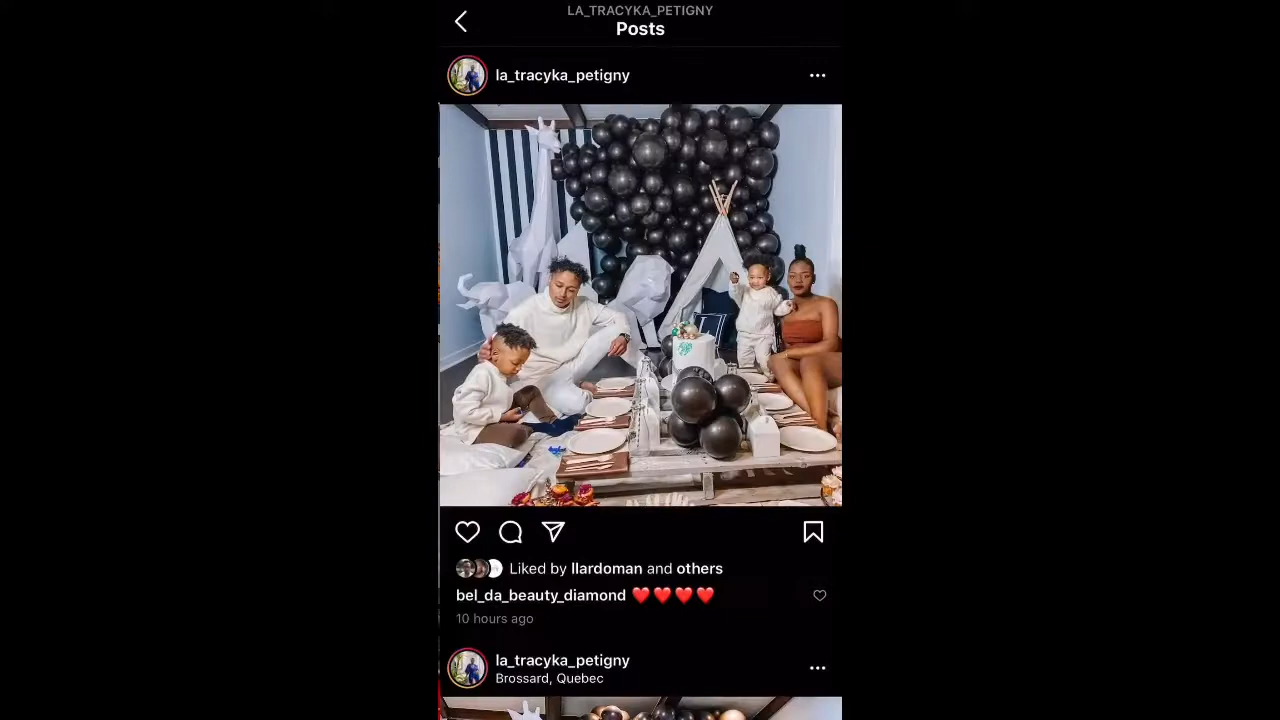 LA_TRACYKA_PETIGNY
Posts
la_tracyka_petigny
L
Liked by llardoman and others
bel_da_beauty_diamond ❤️❤️❤️❤️
10 hours ago
la_tracyka_petigny
Brossard, Quebec